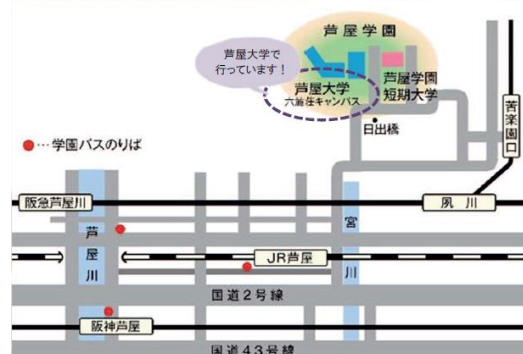 芦屋学園
芦屋大学で
行っています！
芦屋大学
六麓荘キャンパス
芦屋学園
短期大学
日出橋
苦楽園口
●…学園バスのりば
阪急芦屋川
夙川
芦屋川
宮川
JR芦屋
国道2号線
阪神芦屋
国道43号線